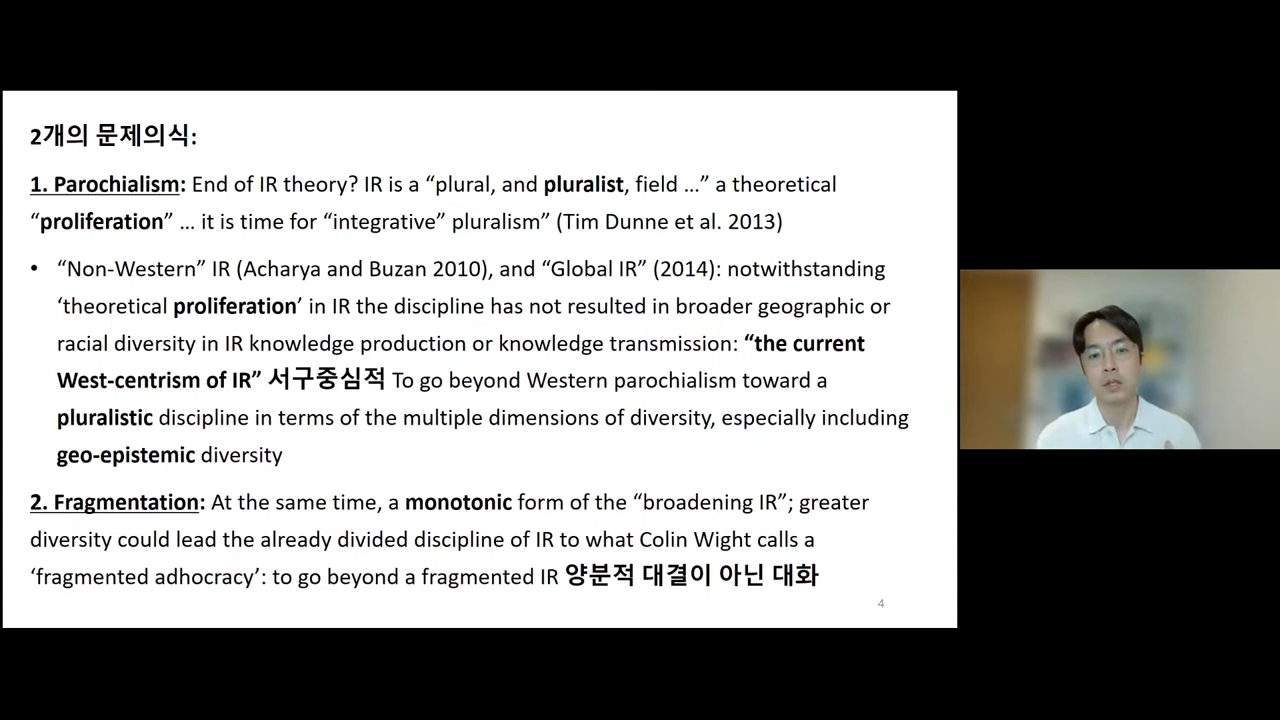 2개의 문제의식:
1. Parochialism: End of IR theory? IR is a “plural, and pluralist, field …” a theoretical
“proliferation” … it is time for “integrative” pluralism” (Tim Dunne et al. 2013)
• “Non-Western” IR (Acharya and Buzan 2010), and “Global IR” (2014): notwithstanding
‘theoretical proliferation’ in IR the discipline has not resulted in broader geographic or
racial diversity in IR knowledge production or knowledge transmission: “the current
West-centrism of IR” 서구중심적 To go beyond Western parochialism toward a
pluralistic discipline in terms of the multiple dimensions of diversity, especially including
geo-epistemic diversity
2. Fragmentation: At the same time, a monotonic form of the “broadening IR”; greater
diversity could lead the already divided discipline of IR to what Colin Wight calls a
‘fragmented adhocracy’: to go beyond a fragmented IR 양분적 대결이 아닌 대화
4